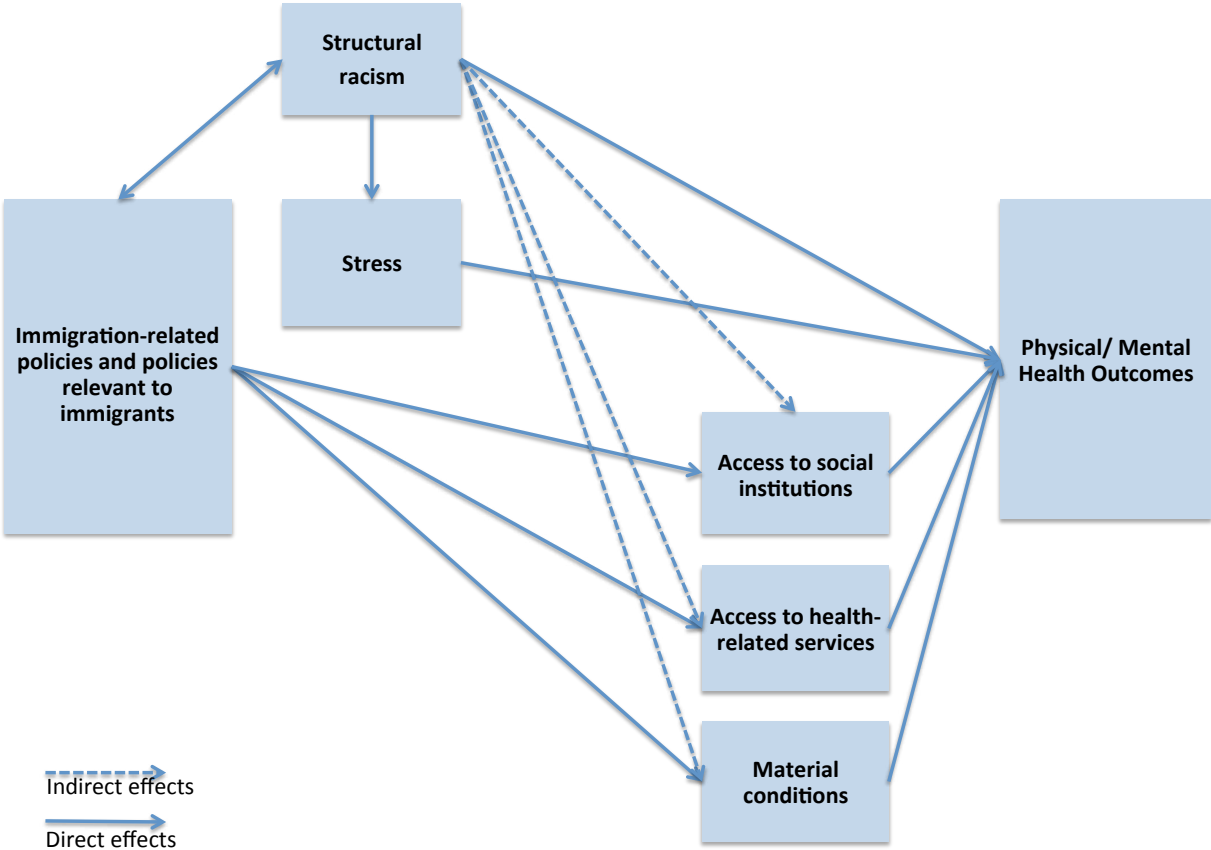 Structural
racism
Stress
Immigration-related
policies and policies
relevant to
immigrants
Physical/ Mental
Health Outcomes
Access to social
institutions
Access to health-
related services
Material
conditions
Indirect effects
Direct effects